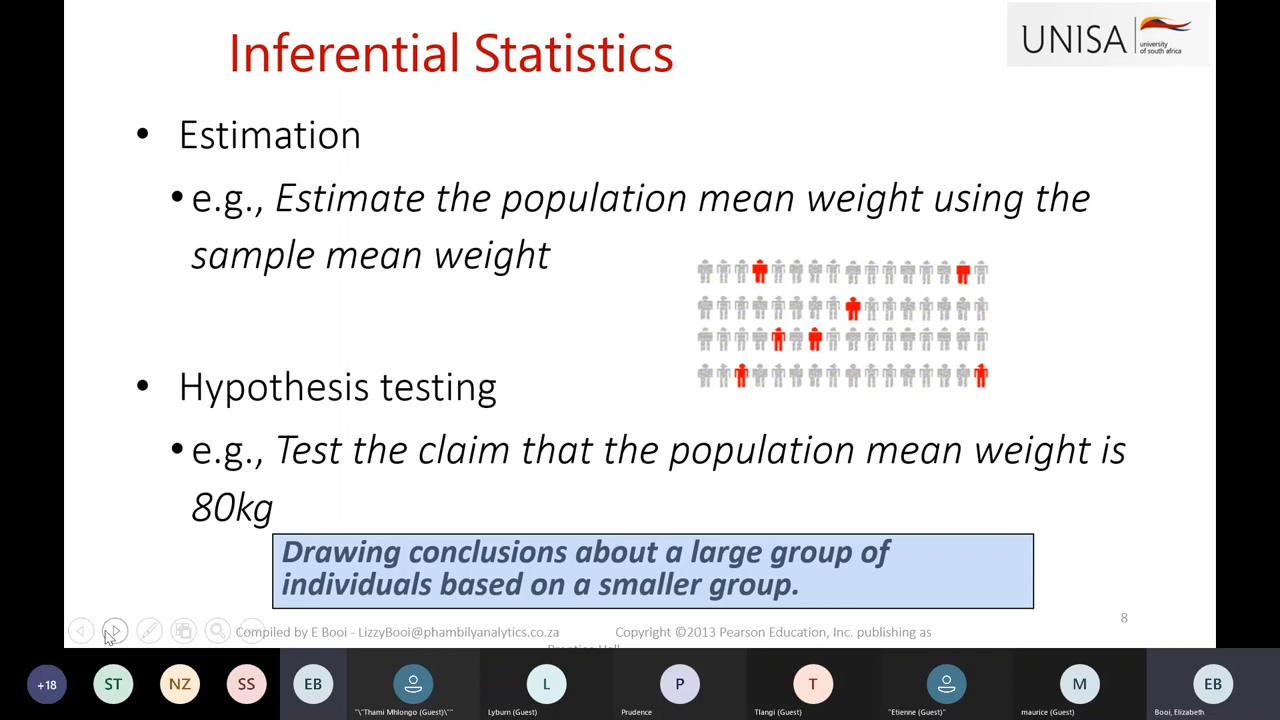 Inferential Statistics
UNISA
university
of south africa
• Estimation
• e.g., Estimate the population mean weight using the
sample mean weight
• Hypothesis testing
• e.g., Test the claim that the population mean weight is
80kg
Drawing conclusions about a large group of
individuals based on a smaller group.
8
Compiled by E Booi - LizzyBooi@phambilyanalytics.co.za
Copyright ©2013 Pearson Education, Inc. publishing as
+18
ST
NZ
SS
EB
L
P
T
M
EB
"\"Thami Mhlongo (Guest)\""
Lyburn (Guest)
Prudence
Tlangi (Guest)
"Etienne (Guest)"
maurice (Guest)
Booi, Elizabeth